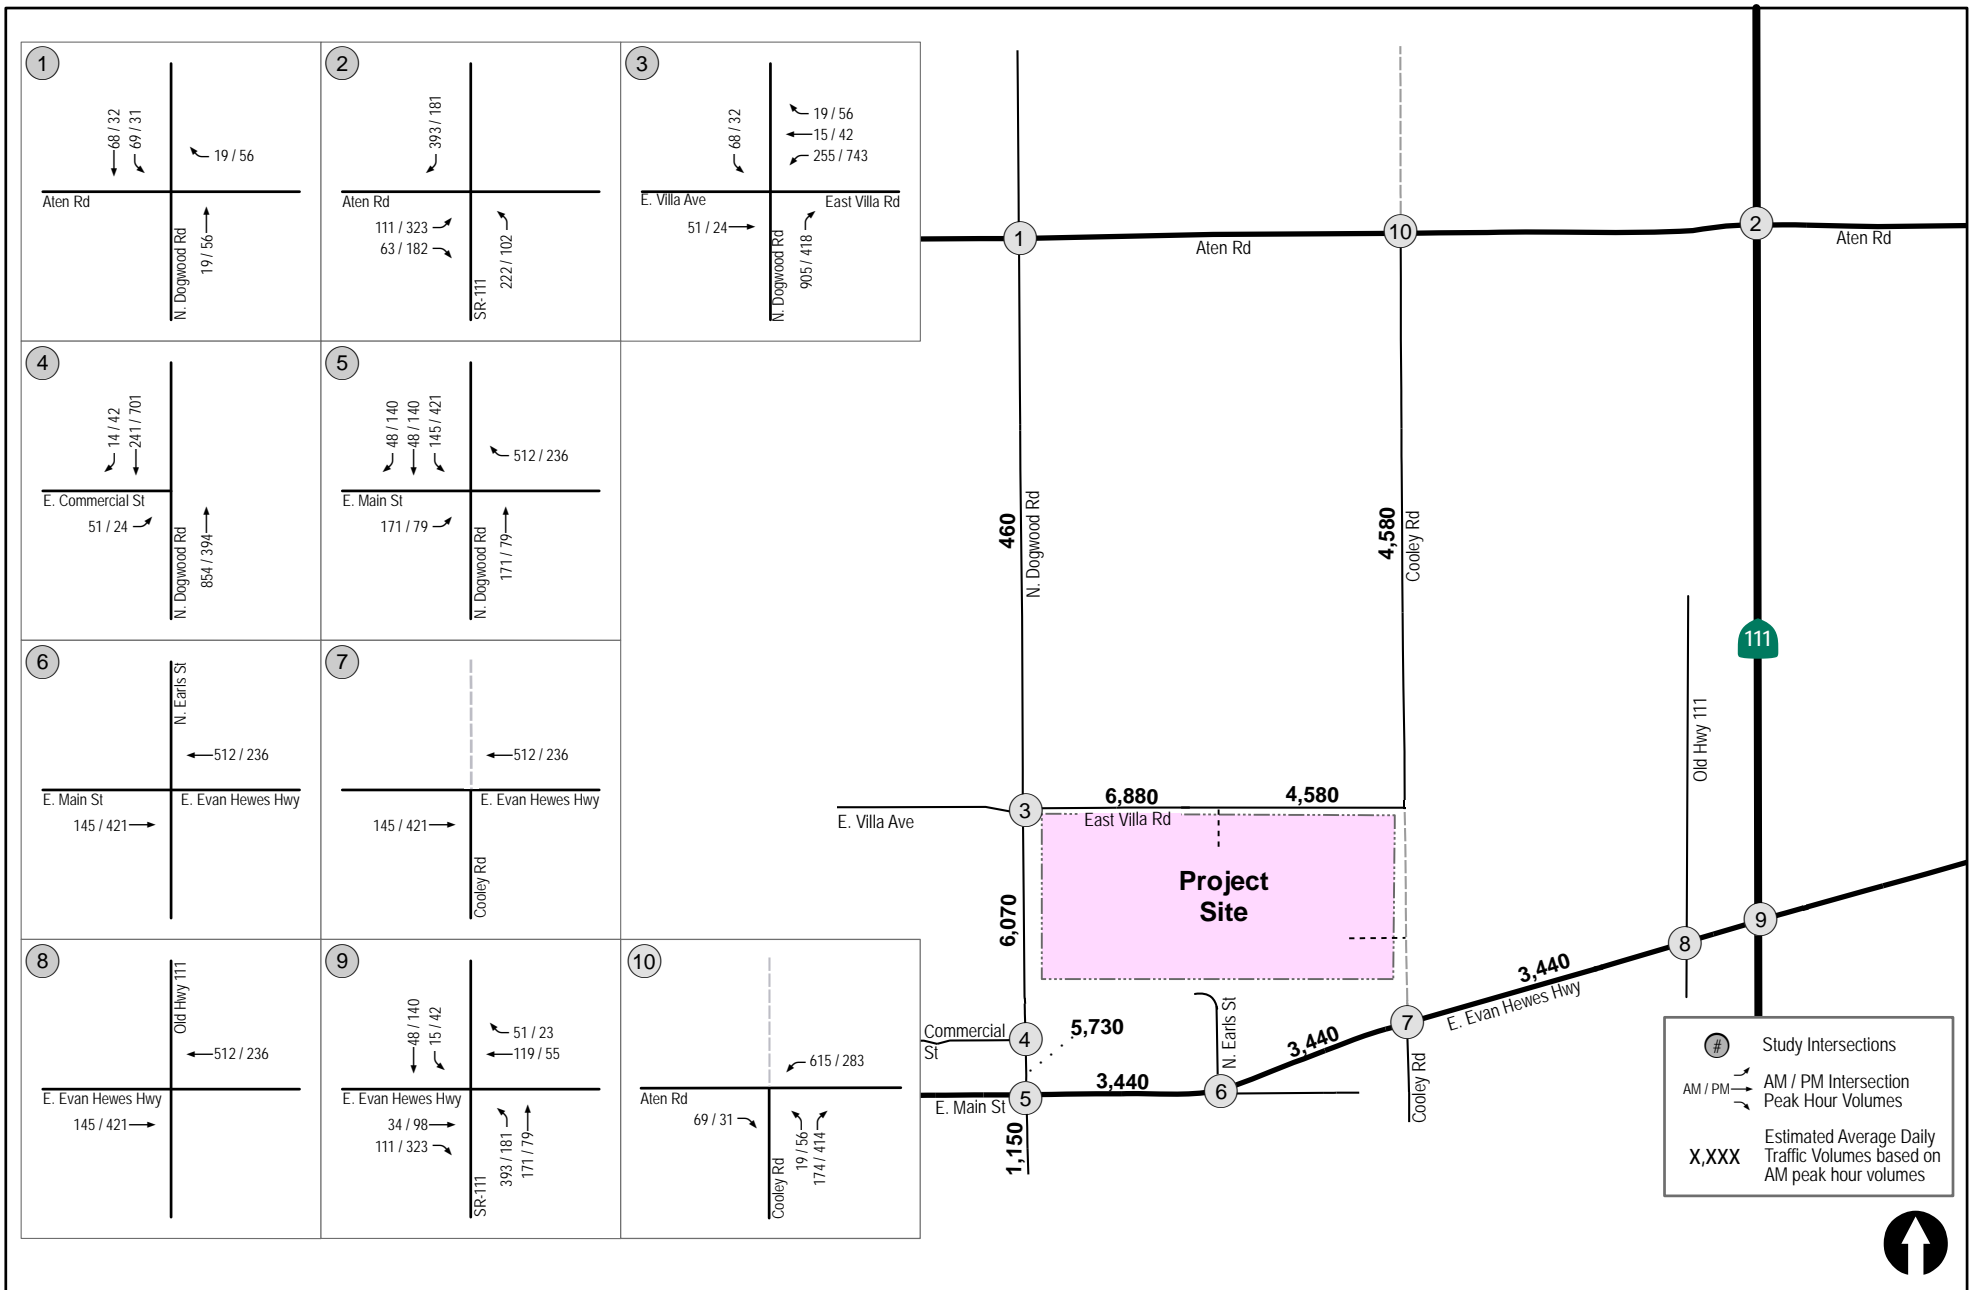 1
68 / 32
69 / 31
19 / 56
Aten Rd
N. Dogwood Rd
19 / 56
2
393 / 181
Aten Rd
111 / 323
63 / 182
SR-111
222 / 102
3
68 / 32
19 / 56
15 / 42
255 / 743
E. Villa Ave
East Villa Rd
51 / 24
N. Dogwood Rd
905 / 418
4
14 / 42
241 / 701
E. Commercial St
51 / 24
N. Dogwood Rd
854 / 394
5
48 / 140
48 / 140
145 / 421
512 / 236
E. Main St
171 / 79
N. Dogwood Rd
171 / 79
6
N. Earls St
512 / 236
E. Main St
E. Evan Hewes Hwy
145 / 421
7
512 / 236
E. Evan Hewes Hwy
145 / 421
Cooley Rd
8
Old Hwy 111
512 / 236
E. Evan Hewes Hwy
145 / 421
9
48 / 140
15 / 42
51 / 23
119 / 55
E. Evan Hewes Hwy
34 / 98
111 / 323
SR-111
393 / 181
171 / 79
10
615 / 283
Aten Rd
69 / 31
Cooley Rd
19 / 56
174 / 414
1
10
2
Aten Rd
Aten Rd
460
N. Dogwood Rd
4,580
Cooley Rd
111
Old Hwy 111
3
6,880
4,580
E. Villa Ave
East Villa Rd
Project
Site
6,070
9
8
3,440
E. Evan Hewes Hwy
7
Commercial
St
4
5,730
N. Earls St
3,440
Cooley Rd
3,440
5
6
E. Main St
1,150
#
Study Intersections
AM / PM
AM / PM Intersection
Peak Hour Volumes
X,XXX
Estimated Average Daily
Traffic Volumes based on
AM peak hour volumes